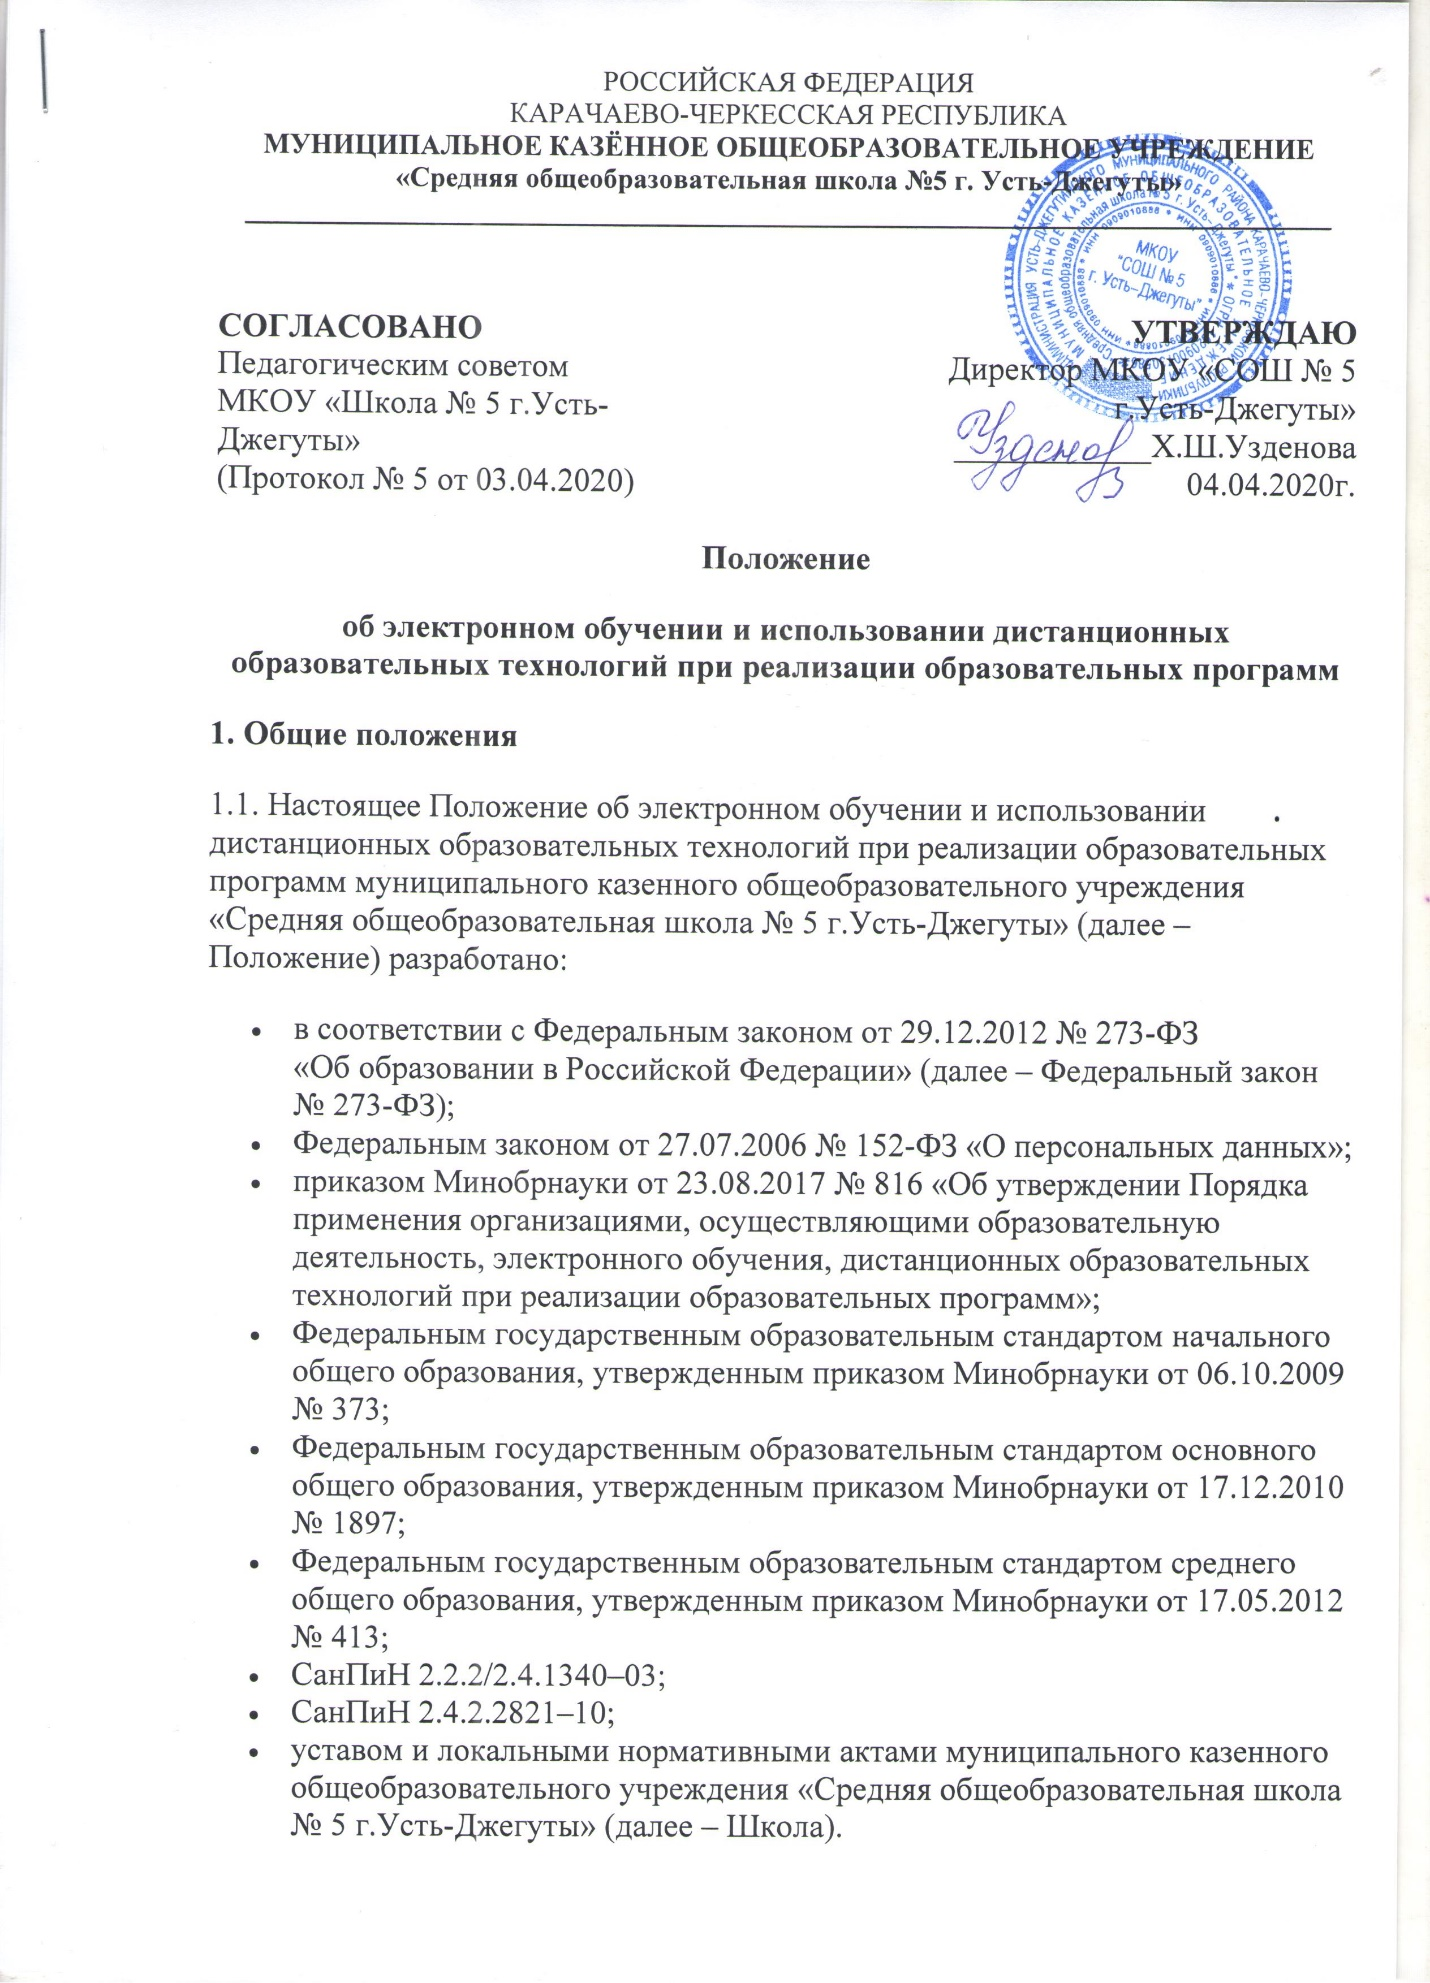 РОССИЙСКАЯ ФЕДЕРАЦИЯ
КАРАЧАЕВО-ЧЕРКЕССКАЯ РЕСПУБЛИКА
МУНИЦИПАЛЬНОЕ КАЗЁННОЕ ОБЩЕОБРАЗОВАТЕЛЬНОЕ УЧРЕЖДЕНИЕ
«Средняя общеобразовательная школа №5 г. Усть-Джегуты»
МКОУ
"СОШ № 5
г. Усть-Джегуты"
СОГЛАСОВАНО
Педагогическим советом
МКОУ «Школа № 5 г.Усть-
Джегуты»
(Протокол № 5 от 03.04.2020)
УТВЕРЖДАЮ
Директор МКОУ «СОШ № 5
г.Усть-Джегуты»
Х.Ш.Узденова
04.04.2020г.
Положение
об электронном обучении и использовании дистанционных
образовательных технологий при реализации образовательных программ
1. Общие положения
1.1. Настоящее Положение об электронном обучении и использовании
дистанционных образовательных технологий при реализации образовательных
программ муниципального казенного общеобразовательного учреждения
«Средняя общеобразовательная школа № 5 г.Усть-Джегуты» (далее –
Положение) разработано:
• в соответствии с Федеральным законом от 29.12.2012 № 273-ФЗ
«Об образовании в Российской Федерации» (далее – Федеральный закон
№ 273-ФЗ);
• Федеральным законом от 27.07.2006 № 152-ФЗ «О персональных данных»;
• приказом Минобрнауки от 23.08.2017 № 816 «Об утверждении Порядка
применения организациями, осуществляющими образовательную
деятельность, электронного обучения, дистанционных образовательных
технологий при реализации образовательных программ»;
• Федеральным государственным образовательным стандартом начального
общего образования, утвержденным приказом Минобрнауки от 06.10.2009
№ 373;
• Федеральным государственным образовательным стандартом основного
общего образования, утвержденным приказом Минобрнауки от 17.12.2010
№ 1897;
• Федеральным государственным образовательным стандартом среднего
общего образования, утвержденным приказом Минобрнауки от 17.05.2012
№ 413;
• СанПиН 2.2.2/2.4.1340–03;
• СанПиН 2.4.2.2821–10;
• уставом и локальными нормативными актами муниципального казенного
общеобразовательного учреждения «Средняя общеобразовательная школа
№ 5 г.Усть-Джегуты» (далее – Школа).